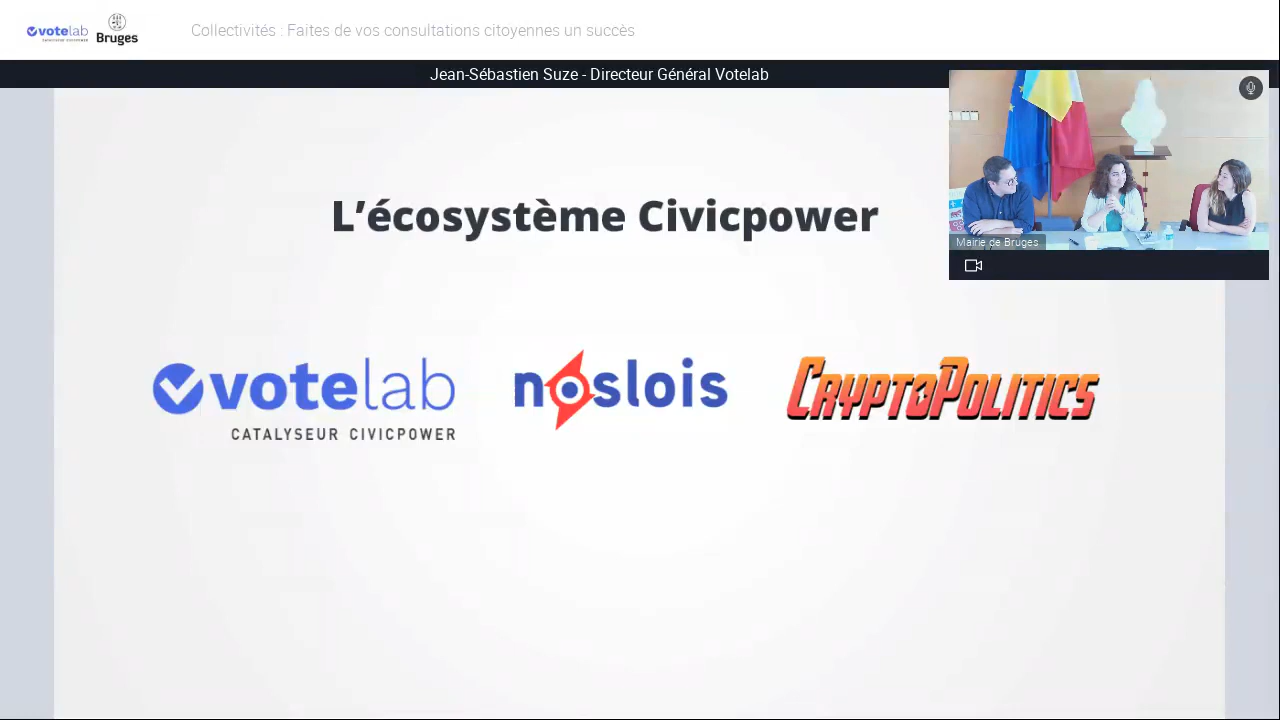 votelab
Bruges
Collectivités : Faites de vos consultations citoyennes un succès
Jean-Sébastien Suze - Directeur Général Votelab
Mairie de Bruges
L'écosystème Civicpower
votelab
CATALYSEUR CIVICPOWER
noslois
CRYPTOPOLITICS